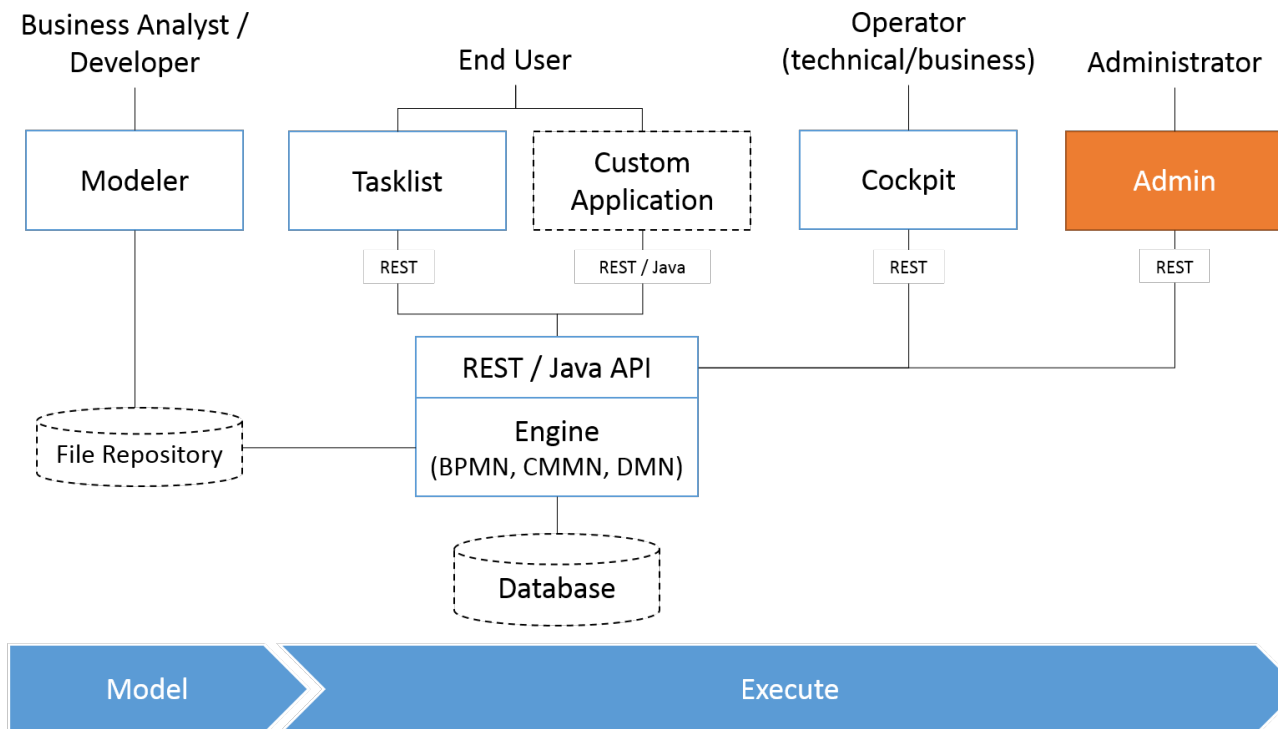 Business Analyst /
Developer
End User
Operator
(technical/business)
Administrator
Modeler
Tasklist
Custom
Application
Cockpit
Admin
REST
REST / Java
REST
REST
REST / Java API
Engine
(BPMN, CMMN, DMN)
File Repository
Database
Model
Execute